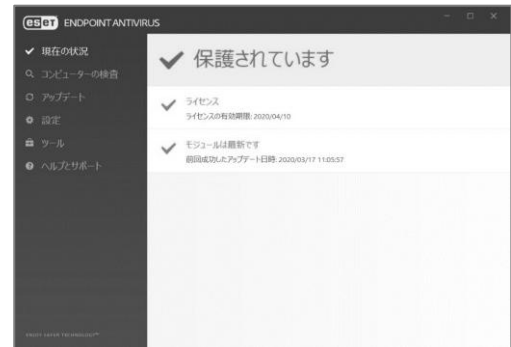 eset ENDPOINT ANTIVIRUS
現在の状況
コンピューターの検査
アップデート
設定
ツール
ヘルプとサポート
保護されています
ライセンス
ライセンスの有効期限: 2020/04/10
モジュールは最新です
前回成功したアップデート日時: 2020/03/17 11:05:57